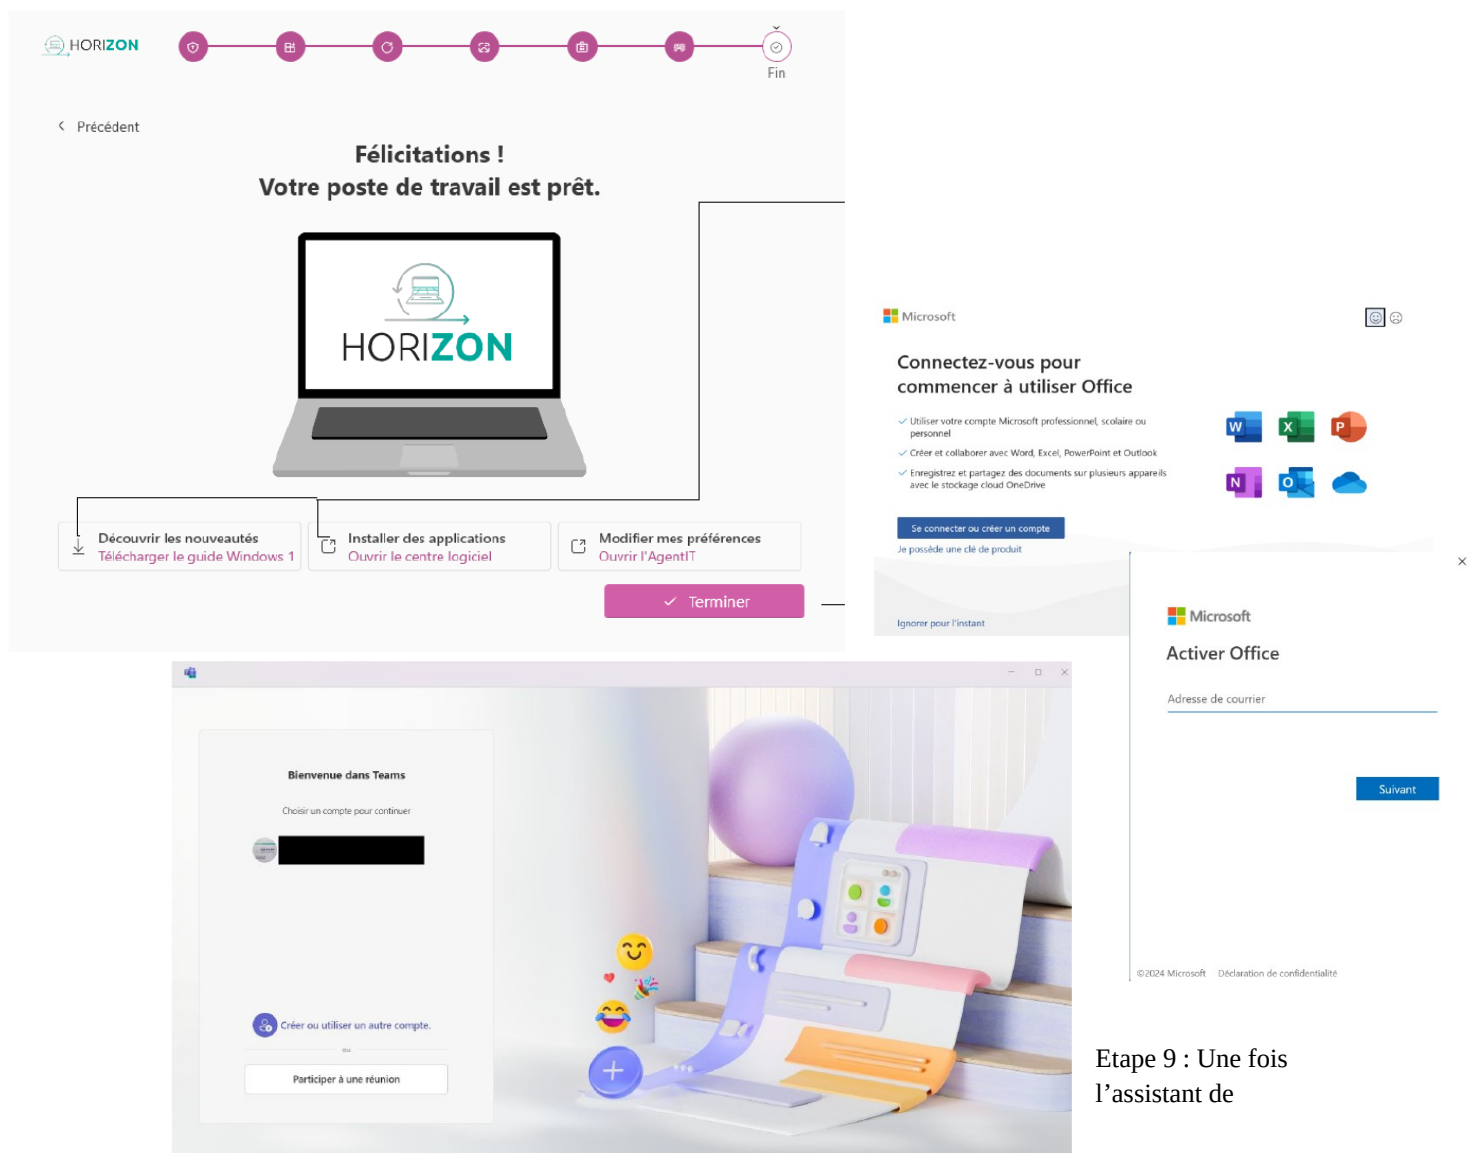 HORIZON
Fin
Précédent
Félicitations !
Votre poste de travail est prêt.
HORIZON
Découvrir les nouveautés
Télécharger le guide Windows 1
Installer des applications
Ouvrir le centre logiciel
Modifier mes préférences
Ouvrir l'AgentIT
Terminer
Microsoft
Connectez-vous pour
commencer à utiliser Office
Utiliser votre compte Microsoft professionnel, scolaire ou
personnel
Créer et collaborer avec Word, Excel, PowerPoint et Outlook
Enregistrez et partagez des documents sur plusieurs appareils
avec le stockage cloud OneDrive
W
X
P
N
O
Se connecter ou créer un compte
Je possède une clé de produit
Ignorer pour l'instant
Microsoft
Activer Office
Adresse de courrier
Suivant
©2024 Microsoft Déclaration de confidentialité
Bienvenue dans Teams
Choisir un compte pour continuer
Créer ou utiliser un autre compte.
ou
Participer à une réunion
Etape 9 : Une fois
l’assistant de